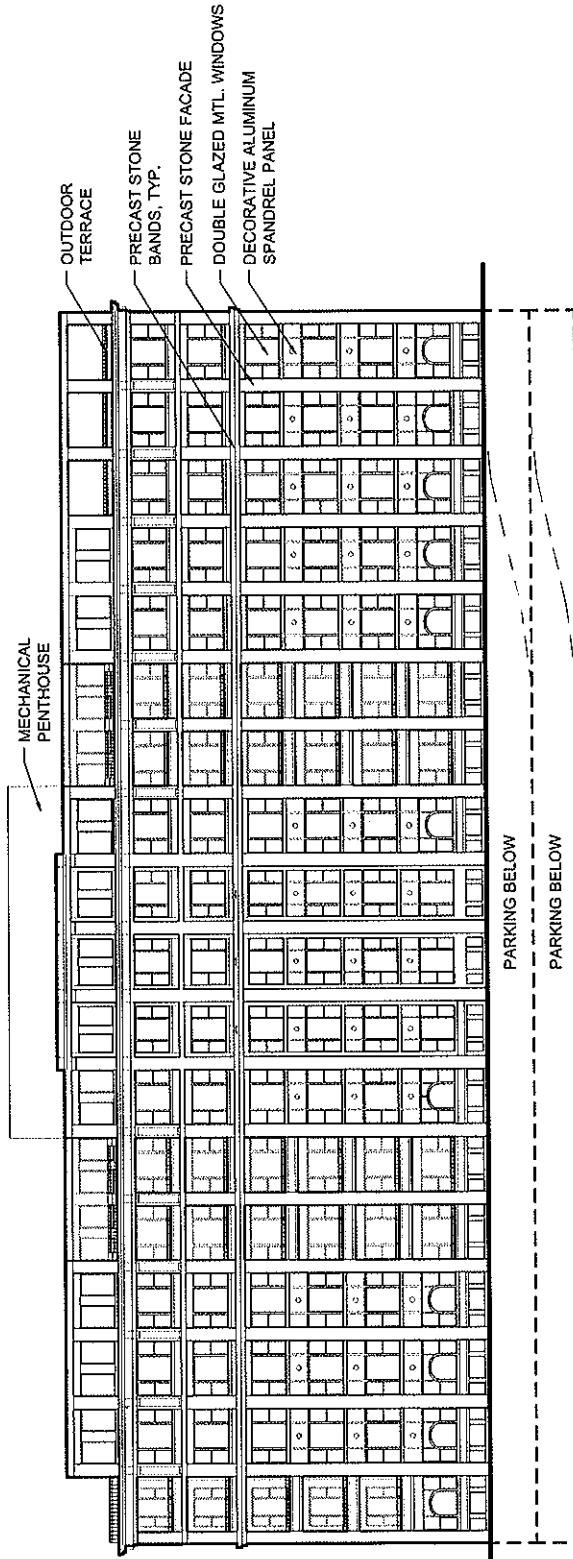 MECHANICAL
PENTHOUSE
OUTDOOR
TERRACE
PRECAST STONE
BANDS, TYP.
PRECAST STONE FACADE
DOUBLE GLAZED MTL. WINDOWS
DECORATIVE ALUMINUM
SPANDREL PANEL
PARKING BELOW
PARKING BELOW